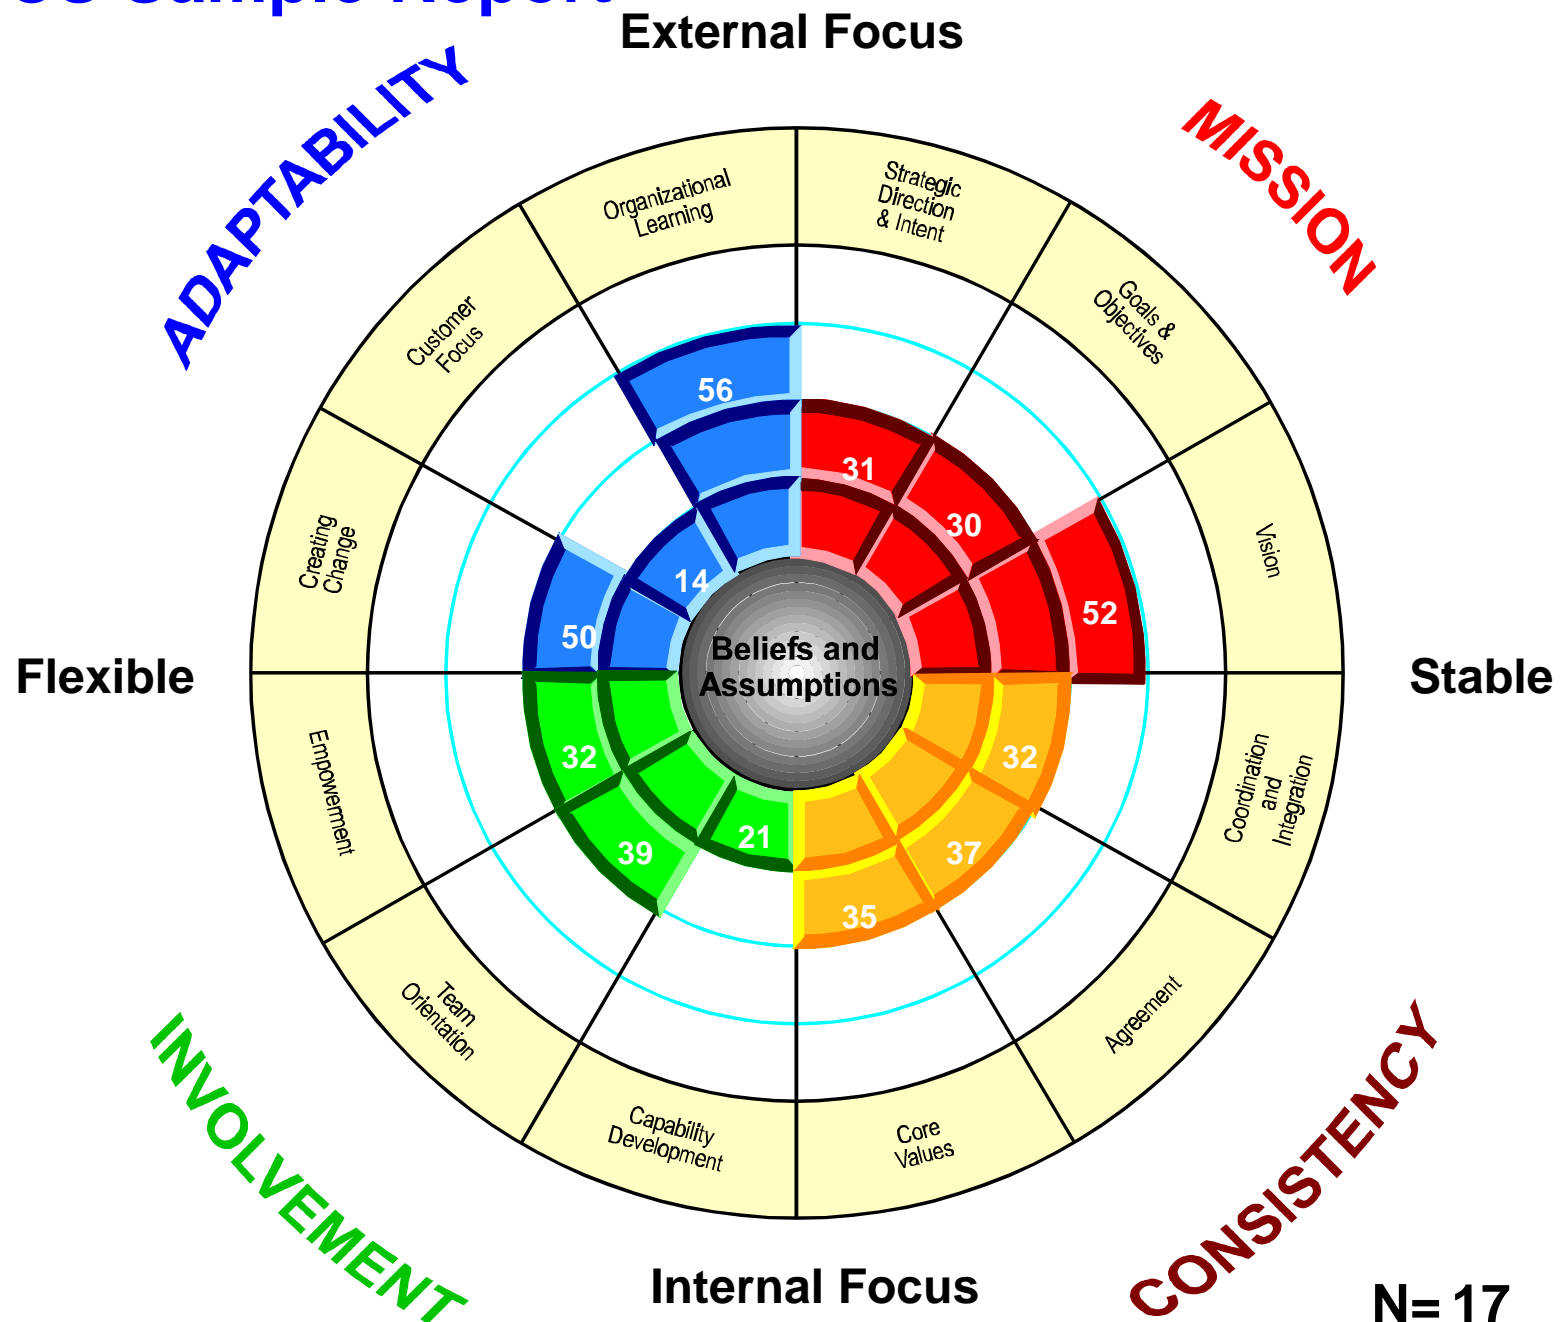 Sample Report
External Focus
ADAPTABILITY
MISSION
Organizational
Learning
Strategic
Direction
& Intent
Customer
Focus
Goals &
Objectives
Creating
Change
Vision
56
31
30
14
52
50
Flexible
Beliefs and
Assumptions
Stable
32
32
39
21
37
35
Empowerment
Coordination
and
Integration
Team
Orientation
Agreement
Capability
Development
Core
Values
INVOLVEMENT
CONSISTENCY
Internal Focus
N= 17